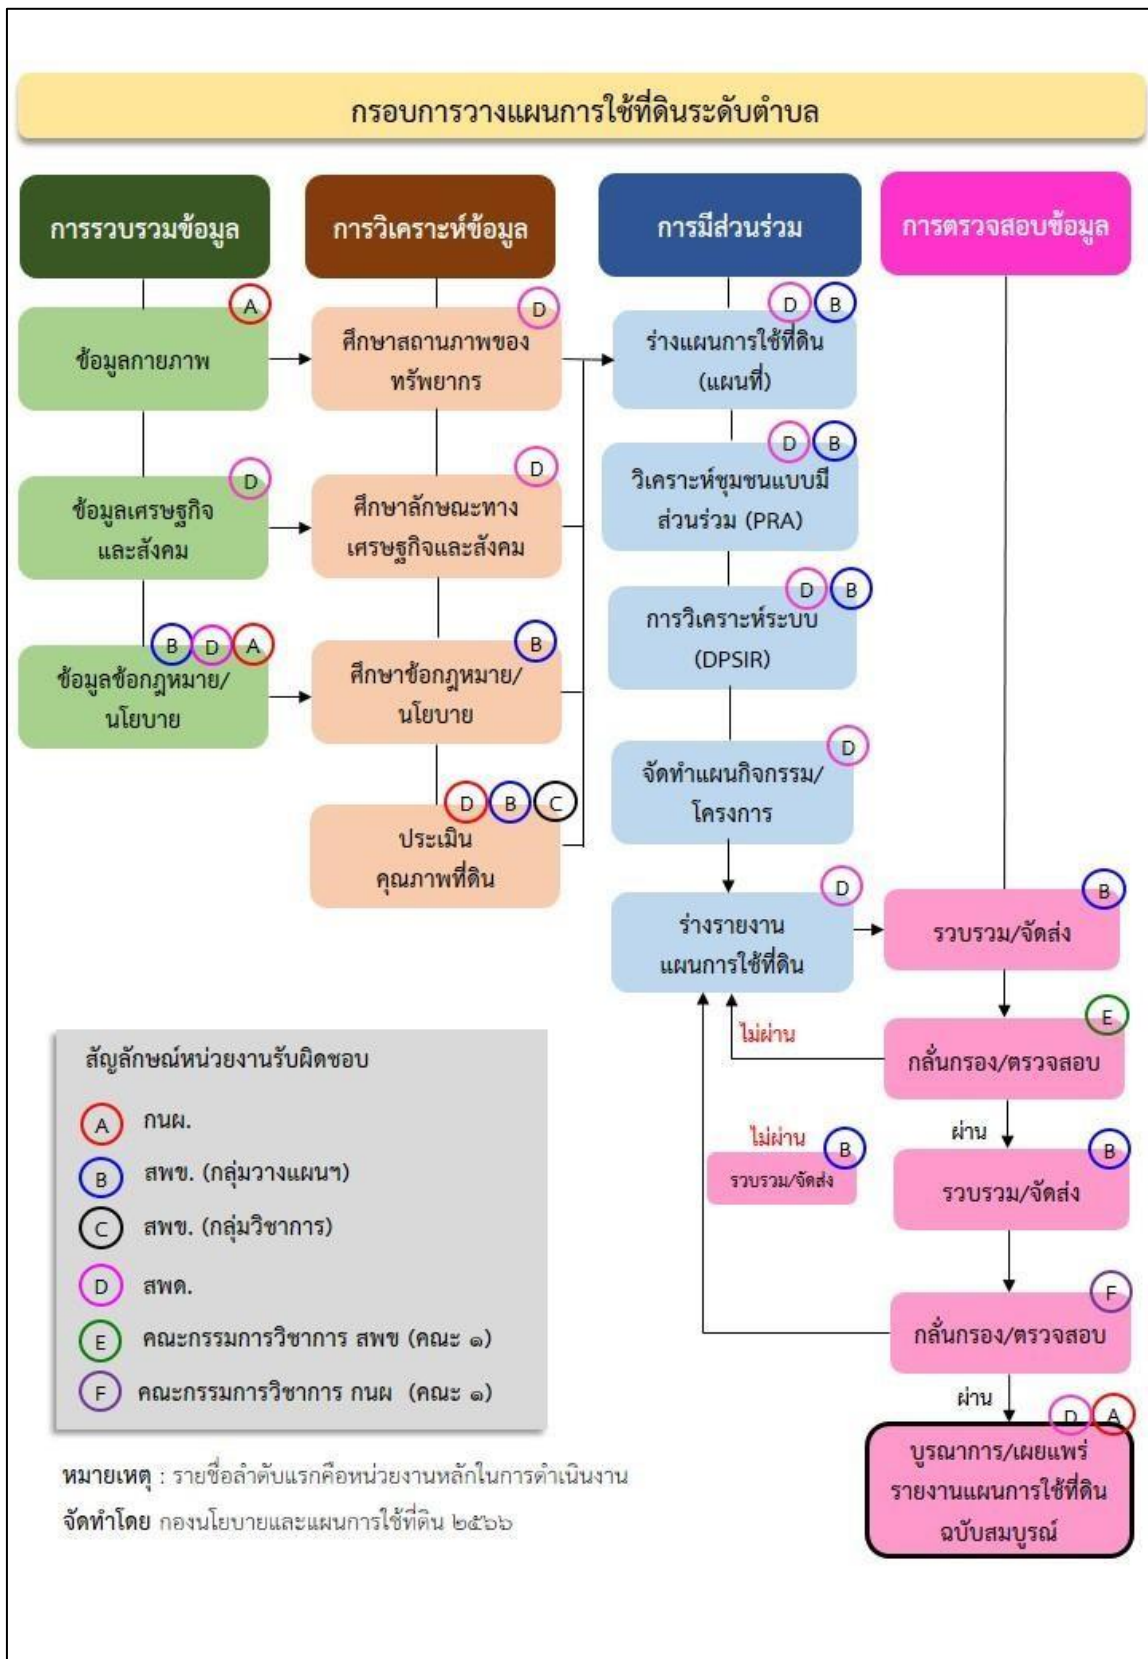 กรอบการวางแผนการใช้ที่ดินระดับตำบล
การรวบรวมข้อมูล
A
ข้อมูลกายภาพ
D
ข้อมูลเศรษฐกิจ
และสังคม
B D A
ข้อมูลข้อกฎหมาย/
นโยบาย
การวิเคราะห์ข้อมูล
D
ศึกษาสถานภาพของ
ทรัพยากร
D
ศึกษาลักษณะทาง
เศรษฐกิจและสังคม
B
ศึกษาข้อกฎหมาย/
นโยบาย
D B C
ประเมิน
คุณภาพที่ดิน
การมีส่วนร่วม
D B
ร่างแผนการใช้ที่ดิน
(แผนที่)
D B
วิเคราะห์ชุมชนแบบมี
ส่วนร่วม (PRA)
D B
การวิเคราะห์ระบบ
(DPSIR)
D
จัดทำแผนกิจกรรม/
โครงการ
D
ร่างรายงาน
แผนการใช้ที่ดิน
การตรวจสอบข้อมูล
B
รวบรวม/จัดส่ง
E
กลั่นกรอง/ตรวจสอบ
ไม่ผ่าน
ผ่าน
B
รวบรวม/จัดส่ง
ไม่ผ่าน
B
รวบรวม/จัดส่ง
F
กลั่นกรอง/ตรวจสอบ
ผ่าน
D A
บูรณาการ/เผยแพร่
รายงานแผนการใช้ที่ดิน
ฉบับสมบูรณ์
สัญลักษณ์หน่วยงานรับผิดชอบ
A กนผ.
B สพข. (กลุ่มวางแผนฯ)
C สพข. (กลุ่มวิชาการ)
D สพด.
E คณะกรรมการวิชาการ สพข (คณะ ๑)
F คณะกรรมการวิชาการ กนผ (คณะ ๑)
หมายเหตุ : รายชื่อลำดับแรกคือหน่วยงานหลักในการดำเนินงาน
จัดทำโดย กองนโยบายและแผนการใช้ที่ดิน ๒๕๖๖